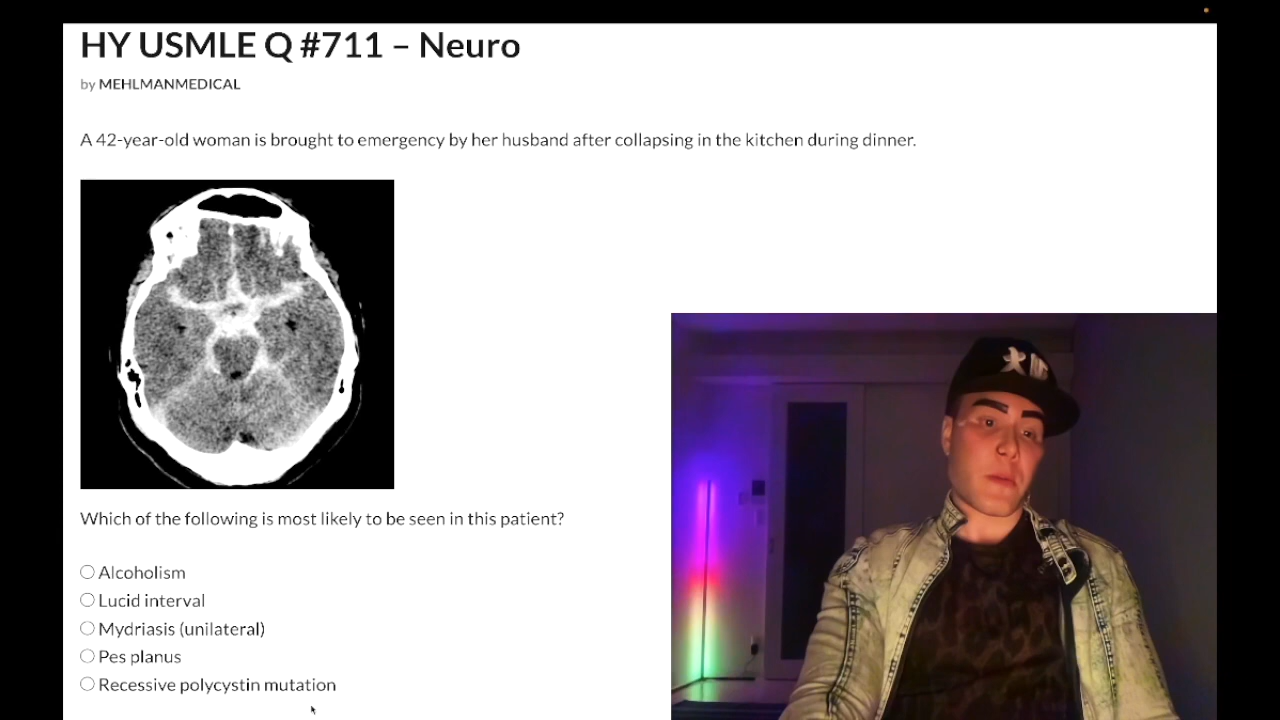 HY USMLE Q #711 – Neuro
by MEHLMANMEDICAL
A 42-year-old woman is brought to emergency by her husband after collapsing in the kitchen during dinner.
Which of the following is most likely to be seen in this patient?
Alcoholism
Lucid interval
Mydriasis (unilateral)
Pes planus
Recessive polycystin mutation